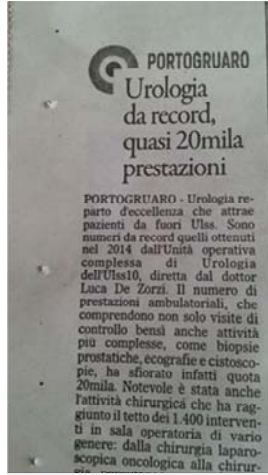 PORTOGRUARO
Urologia
da record,
quasi 20mila
prestazioni
PORTOGRUARO - Urologia re-
parto d'eccellenza che attrae
pazienti da fuori Ulss. Sono
numeri da record quelli ottenuti
nel 2014 dall'Unità operativa
complessa di Urologia
dell'Ulss10, diretta dal dottor
Luca De Zorzi. Il numero di
prestazioni ambulatoriali, che
comprendono non solo visite di
controllo bensì anche attività
più complesse, come biopsie
prostatiche, ecografie e cistosco-
pie, ha sfiorato infatti quota
20mila. Notevole è stata anche
l'attività chirurgica che ha rag-
giunto il tetto dei 1.400 interven-
ti in sala operatoria di vario
genere: dalla chirurgia laparo-
scopica oncologica alla chirur-